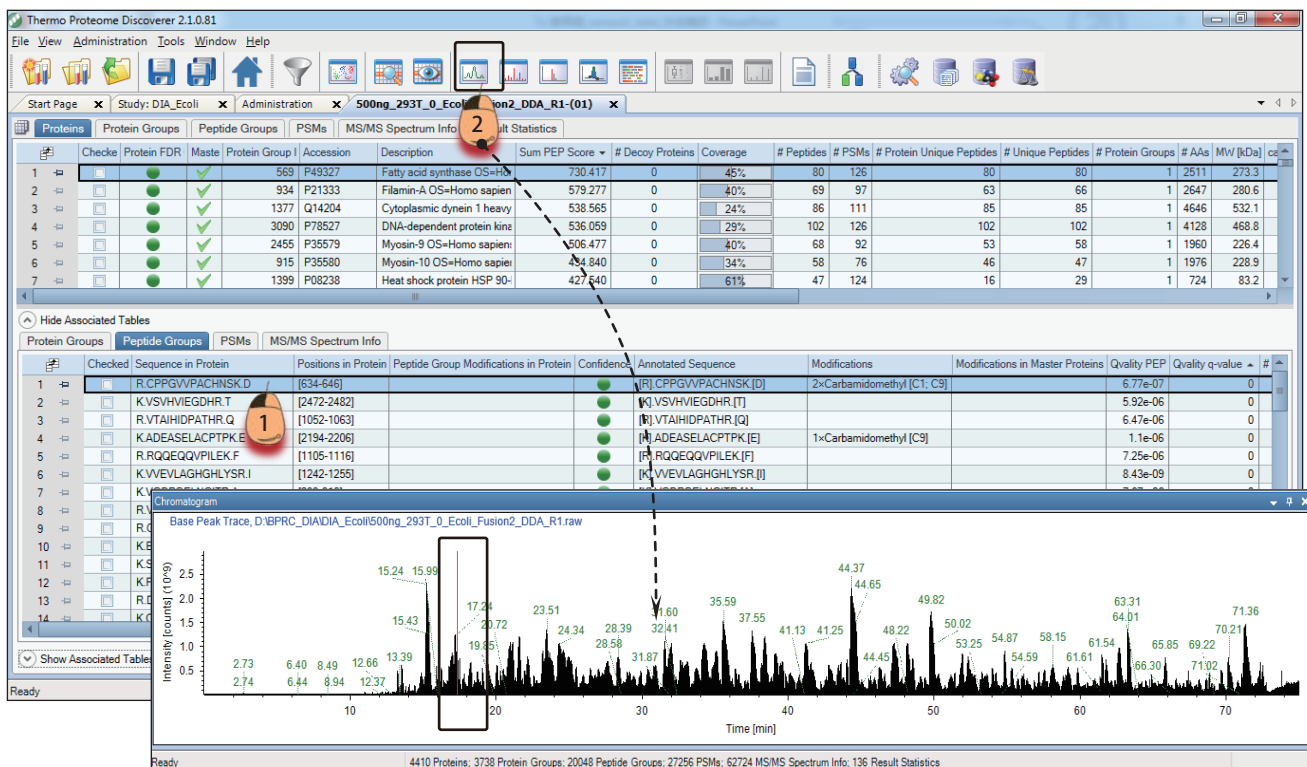 Thermo Proteome Discoverer 2.1.0.81
File View Administration Tools Window Help
Start Page x Study: DIA_Ecoli x Administration x 500ng_293T_0_Ecoli_Fusion2_DDA_R1-(01) x
Proteins Protein Groups Peptide Groups PSMs MS/MS Spectrum Info Result Statistics
2
Checke Protein FDR Maste Protein Group I Accession Description Sum PEP Score # Decoy Proteins Coverage # Peptides # PSMs # Protein Unique Peptides # Unique Peptides # Protein Groups # AAs MW [kDa] ca
1 569 P49327 Fatty acid synthase OS=Ho 730.417 0 45% 80 126 80 80 1 2511 273.3
2 934 P21333 Filamin-A OS=Homo sapien 579.277 0 40% 69 97 63 66 1 2647 280.6
3 1377 Q14204 Cytoplasmic dynein 1 heavy 538.565 0 24% 86 111 85 85 1 4646 532.1
4 3090 P78527 DNA-dependent protein kina 536.059 0 29% 102 126 102 102 1 4128 468.8
5 2455 P35579 Myosin-9 OS=Homo sapien 506.477 0 40% 68 92 53 58 1 1960 226.4
6 915 P35580 Myosin-10 OS=Homo sapie 434.840 0 34% 58 76 46 47 1 1976 228.9
7 1399 P08238 Heat shock protein HSP 90- 427.540 0 61% 47 124 16 29 1 724 83.2
Hide Associated Tables
Protein Groups Peptide Groups PSMs MS/MS Spectrum Info
Checked Sequence in Protein Positions in Protein Peptide Group Modifications in Protein Confidence Annotated Sequence Modifications Modifications in Master Proteins Qvality PEP Qvality q-value #
1 R.CPPGVVPACHNSK.D [634-646] [R].CPPGVVPACHNSK.[D] 2×Carbamidomethyl [C1; C9] 6.77e-07 0
2 K.VSVHVIEGDHR.T [2472-2482] [K].VSVHVIEGDHR.[T] 5.92e-06 0
1
3 R.VTAIHIDPATHR.Q [1052-1063] [R].VTAIHIDPATHR.[Q] 6.47e-06 0
4 K.ADEASELACPTPK.E [2194-2206] [K].ADEASELACPTPK.[E] 1×Carbamidomethyl [C9] 1.1e-06 0
5 R.RQQEQQVPILEK.F [1105-1116] [R].RQQEQQVPILEK.[F] 7.25e-06 0
6 K.VVEVLAGHGHLYSR.I [1242-1255] [K].VVEVLAGHGHLYSR.[I] 8.43e-09 0
7
8
9
10
11
12
13
14
Show Associated Tables
Ready
Chromatogram
Base Peak Trace, D:\BPRC_DIA\DIA_Ecoli\500ng_293T_0_Ecoli_Fusion2_DDA_R1.raw
Intensity [counts] (10^9)
2.5
2.0
1.5
1.0
0.5
15.24 15.99 44.37
44.65
17.24 23.51 31.60 35.59 49.82 63.31 71.36
15.43 20.72 24.34 28.39 32.41 37.55 41.13 41.25 48.22 50.02 64.01 70.21
19.85 28.58 53.25 54.87 58.15 61.54 65.85 69.22
2.73 6.40 8.49 12.66 13.39 31.87 44.45 54.59 61.61 66.30 71.02
2.74 6.44 8.94 12.37
10 20 30 40 50 60 70
Time [min]
Ready 4410 Proteins; 3738 Protein Groups; 20048 Peptide Groups; 27256 PSMs; 62724 MS/MS Spectrum Info; 136 Result Statistics